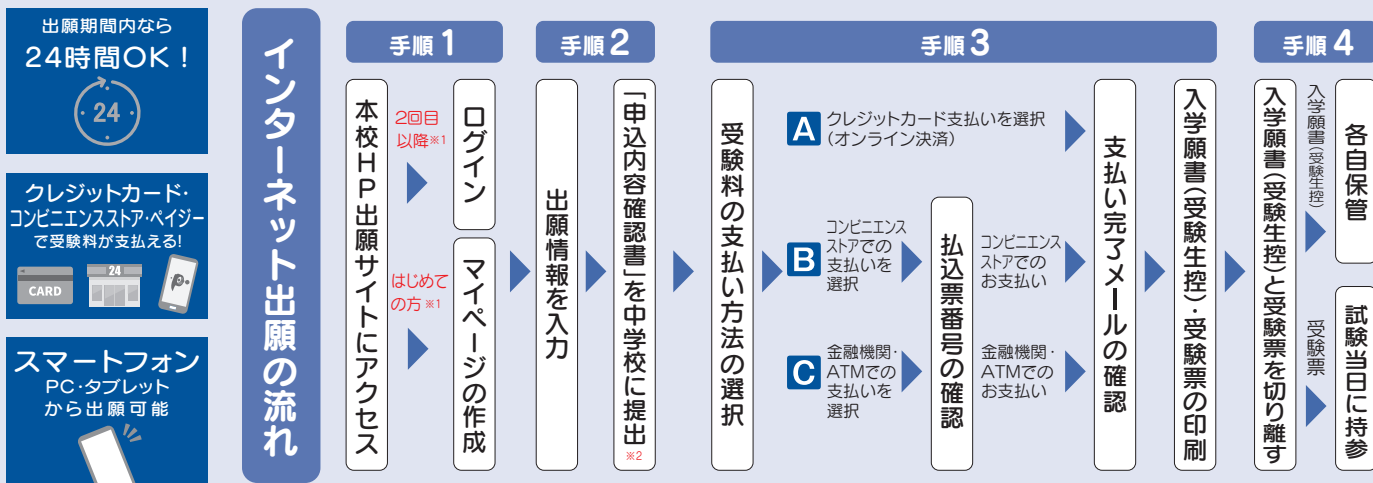 出願期間内なら
24時間OK！
24
クレジットカード・
コンビニエンスストア・ペイジー
で受験料が支払える!
CARD
24
スマートフォン
PC・タブレット
から出願可能
インターネット出願の流れ
手順1
本校HP出願サイトにアクセス
2回目
以降※1
ログイン
はじめて
の方※1
マイページの作成
手順2
出願情報を入力
「申込内容確認書」を中学校に提出
※2
手順3
受験料の支払い方法の選択
A
クレジットカード支払いを選択
（オンライン決済）
B
コンビニエンス
ストアでの
支払いを
選択
C
金融機関・
ATMでの
支払いを
選択
払込票番号の確認
コンビニエンス
ストアでの
お支払い
金融機関・
ATMでの
お支払い
支払い完了メールの確認
入学願書（受験生控）・受験票の印刷
手順4
入学願書（受験生控）と受験票を切り離す
入学願書（受験生控）
各自保管
受験票
試験当日に持参